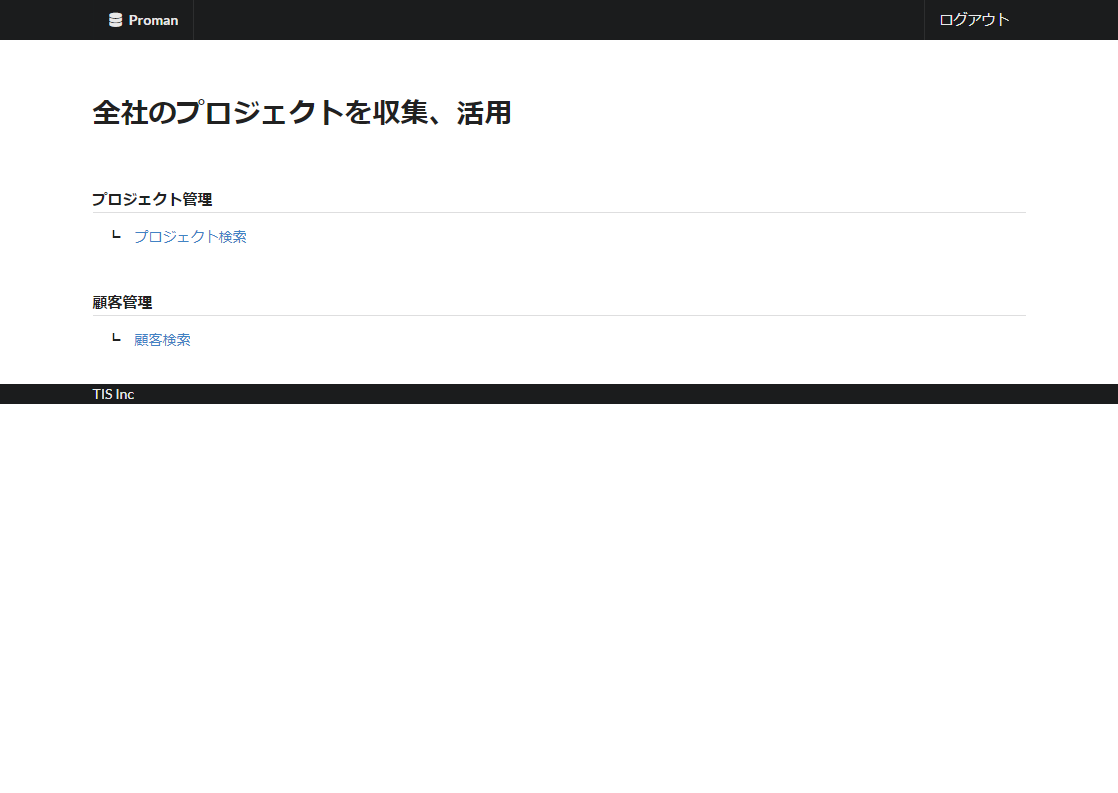 Proman
ログアウト
全社のプロジェクトを収集、活用
プロジェクト管理
┗ プロジェクト検索
顧客管理
┗ 顧客検索
TIS Inc